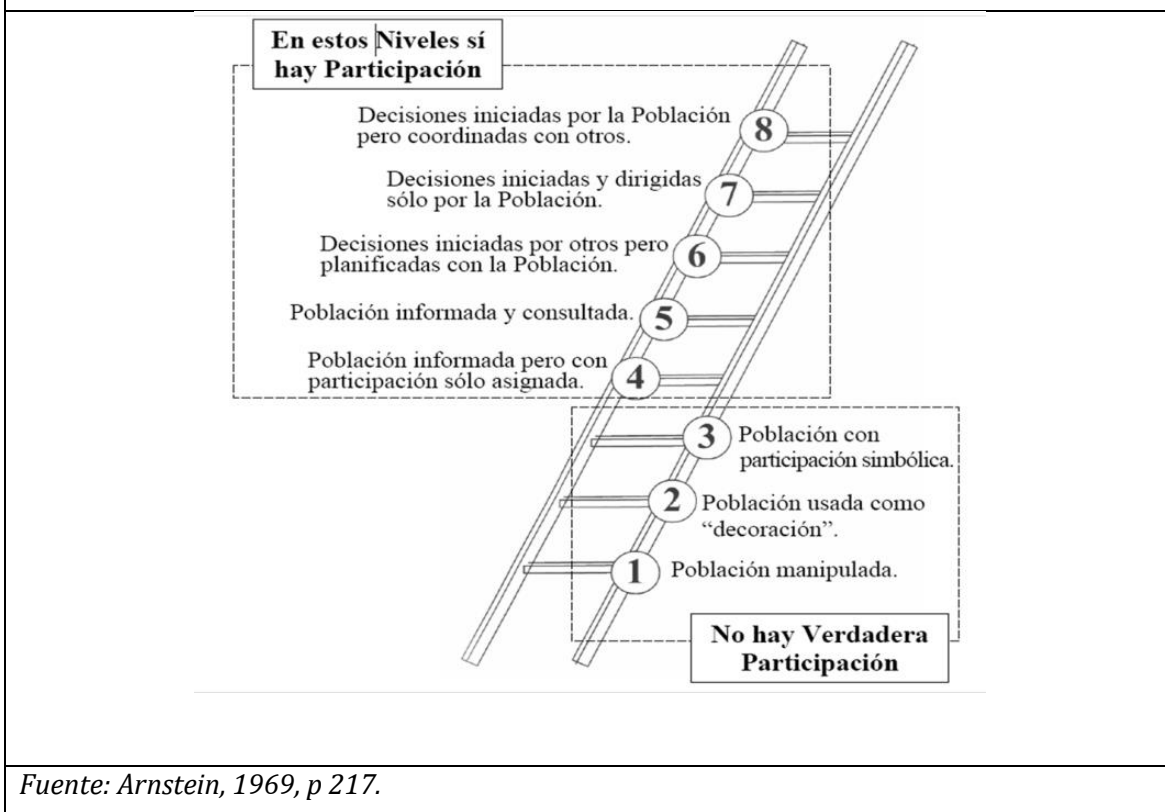 En estos Niveles sí
hay Participación
Decisiones iniciadas por la Población
pero coordinadas con otros.
8
Decisiones iniciadas y dirigidas
sólo por la Población.
7
Decisiones iniciadas por otros pero
planificadas con la Población.
6
Población informada y consultada.
5
Población informada pero con
participación sólo asignada.
4
3
Población con
participación simbólica.
2
Población usada como
“decoración”.
1
Población manipulada.
No hay Verdadera
Participación
Fuente: Arnstein, 1969, p 217.